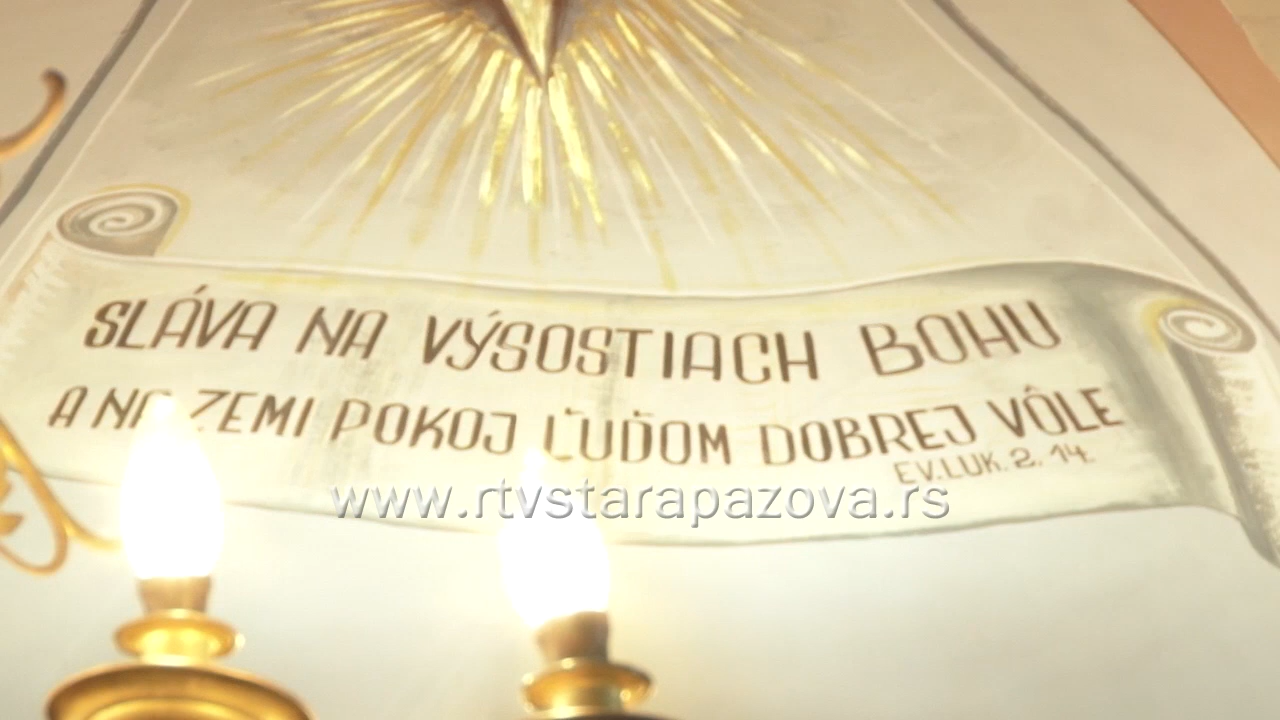 SLÁVA NA VÝSOSTIACH BOHU
A NA ZEMI POKOJ ĽUĎOM DOBREJ VÔLE
EV. LUK. 2. 14.
www.rtvstarapazova.rs